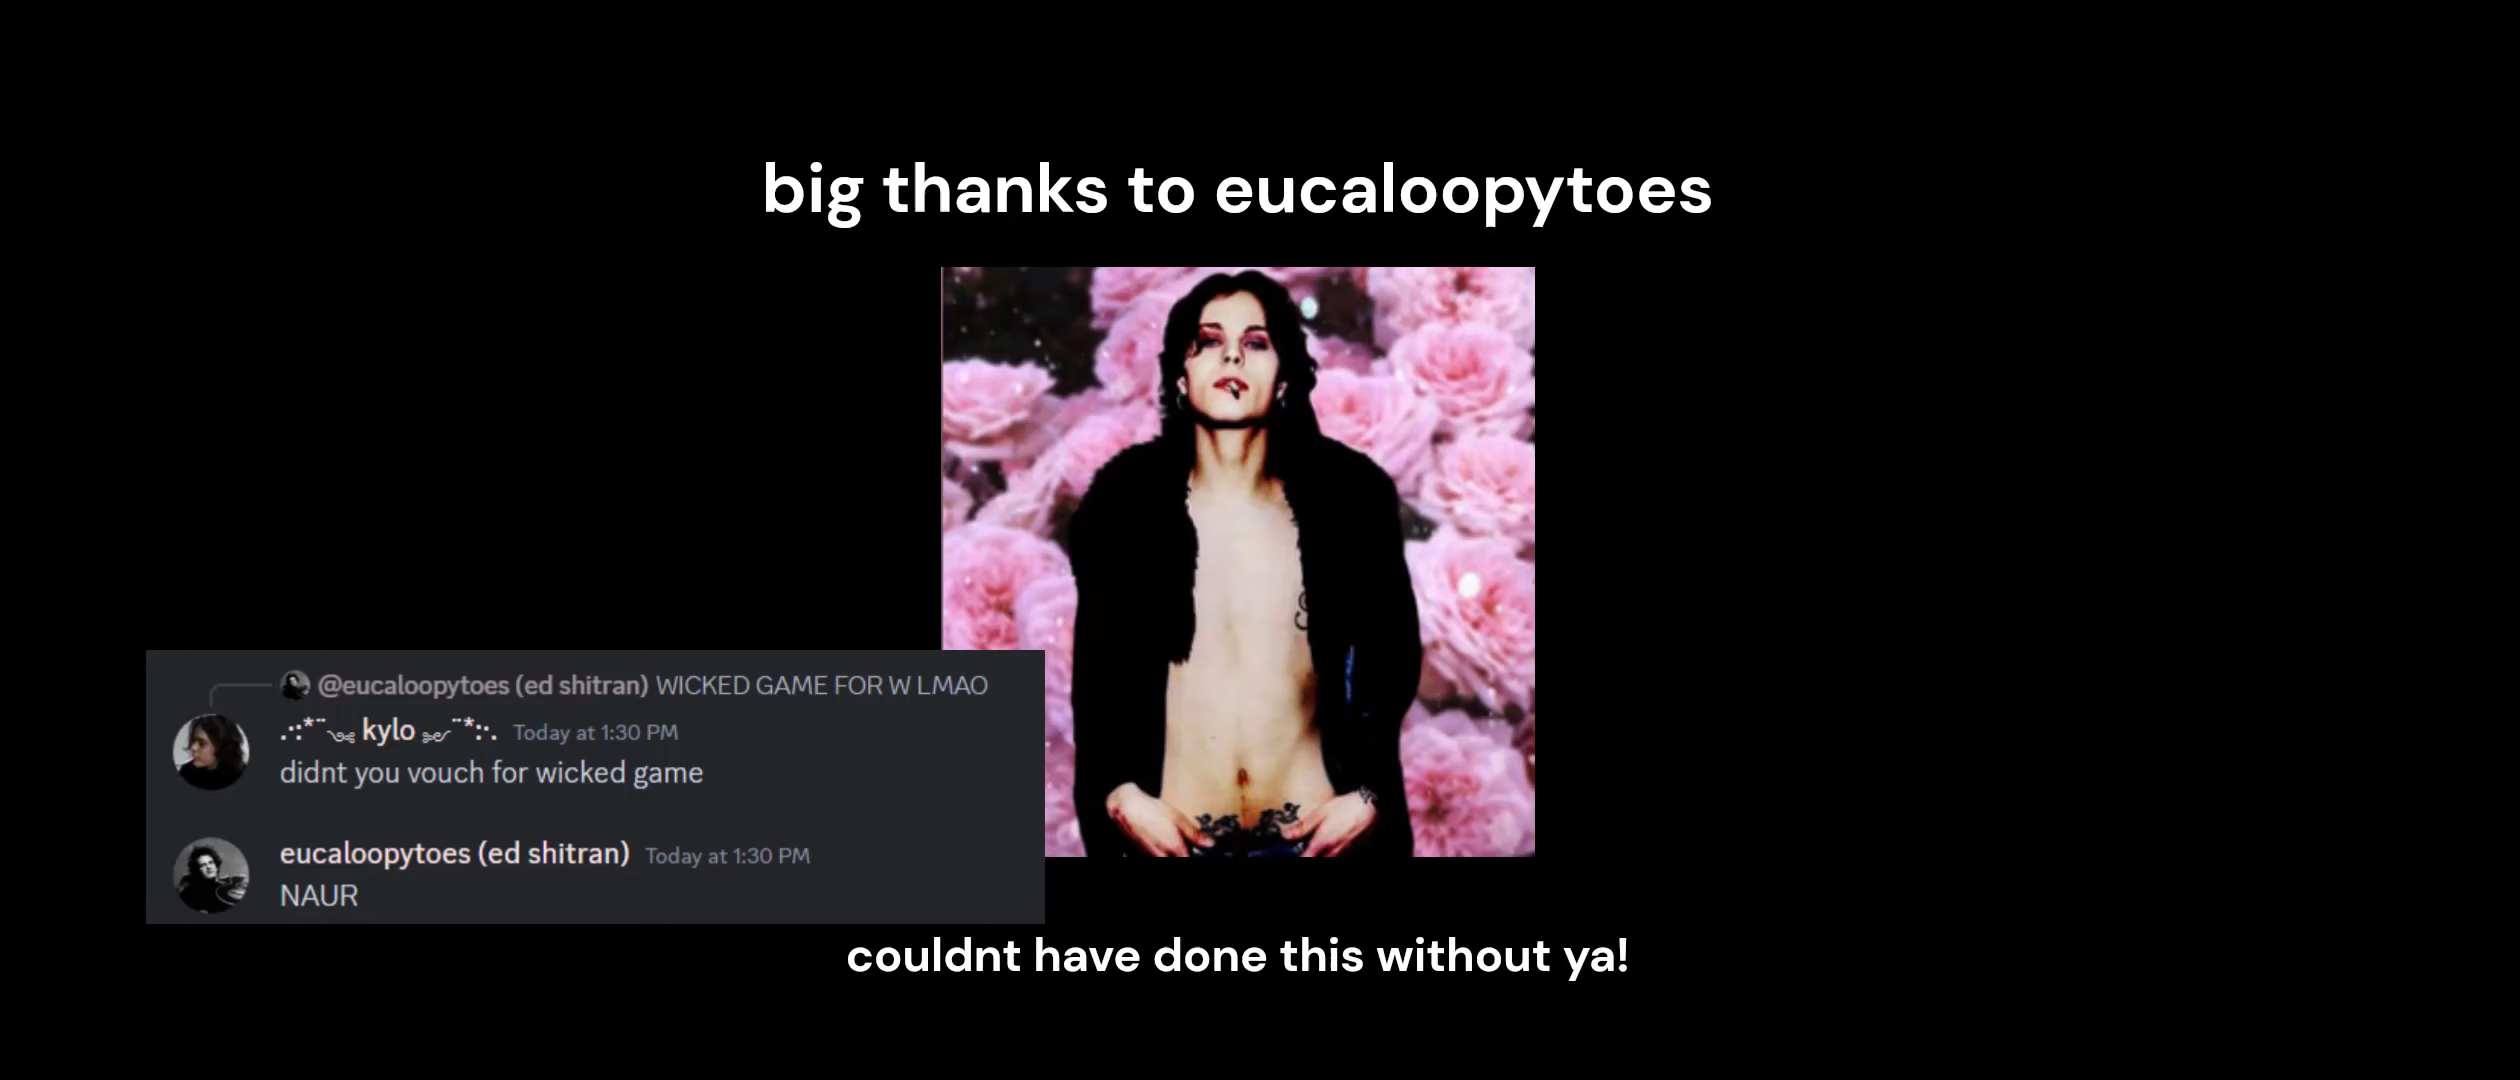 big thanks to eucaloopytoes
@eucaloopytoes (ed shitran) WICKED GAME FOR W LMAO
kylo Today at 1:30 PM
didnt you vouch for wicked game
eucaloopytoes (ed shitran) Today at 1:30 PM
NAUR
couldnt have done this without ya!